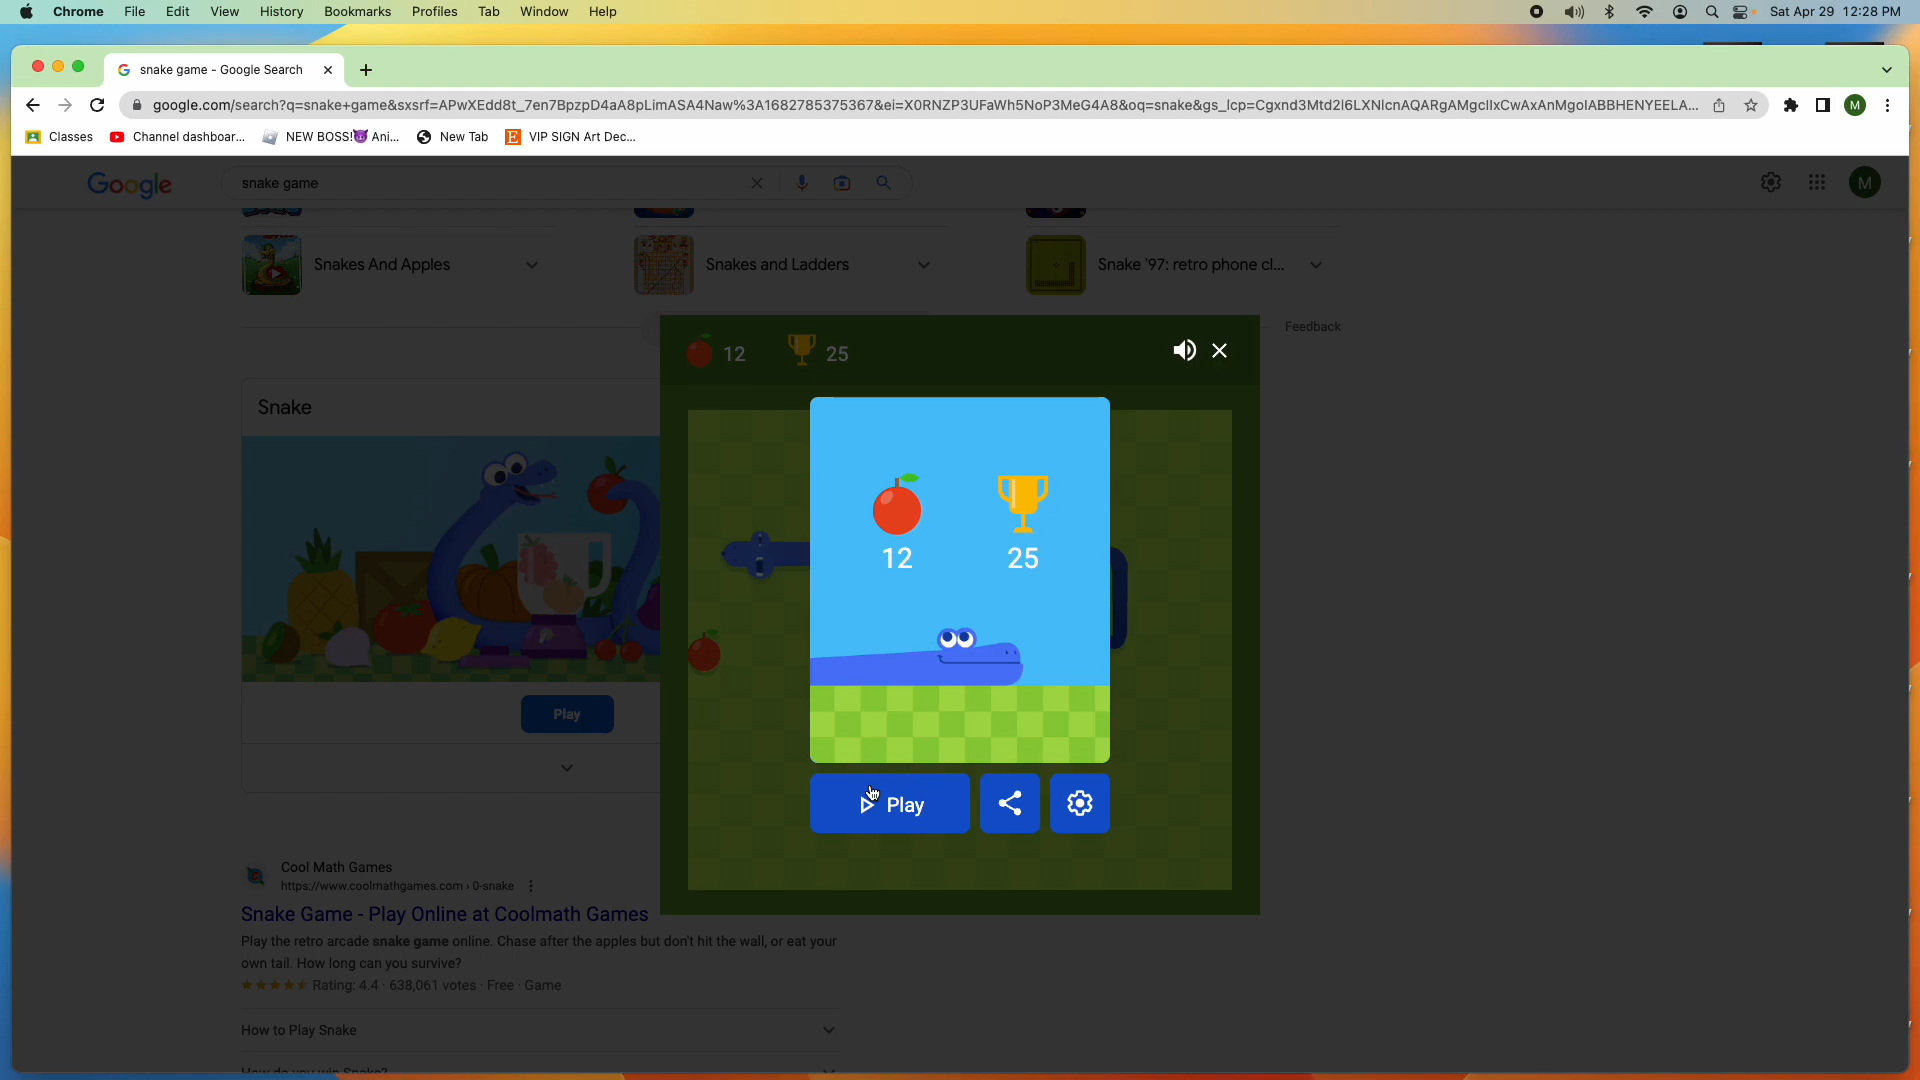 Chrome File Edit View History Bookmarks Profiles Tab Window Help Sat Apr 29 12:28 PM
snake game - Google Search
google.com/search?q=snake+game&sxsrf=APwXEdd8t_7en7BpzpD4aA8pLimASA4Naw%3A1682785375367&ei=X0RNZP3UFaWh5NoP3MeG4A8&oq=snake&gs_lcp=Cgxnd3Mtd2l6LXNlcnAQARgAMgcIIxCwAxAnMgoIABBHENYEELA...
Classes Channel dashboar... NEW BOSS!😈 Ani... New Tab VIP SIGN Art Dec...
Google snake game M
Snakes And Apples Snakes and Ladders Snake '97: retro phone cl...
Feedback
12 25
Snake
12 25
Play
Play
Cool Math Games
https://www.coolmathgames.com › 0-snake
Snake Game - Play Online at Coolmath Games
Play the retro arcade snake game online. Chase after the apples but don't hit the wall, or eat your
own tail. How long can you survive?
Rating: 4.4 · 638,061 votes · Free · Game
How to Play Snake
How do you win Snake?